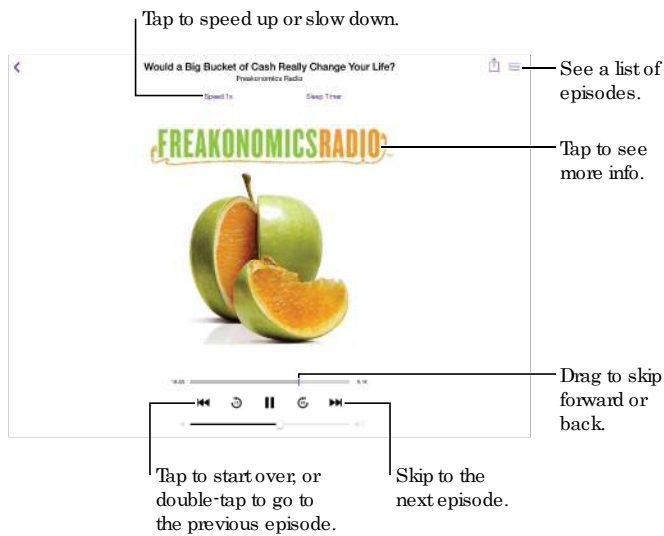 Tap to speed up or slow down.
Would a Big Bucket of Cash Really Change Your Life?
Freakonomics Radio
Speed 1x
Sleep Timer
See a list of
episodes.
FREAKONOMICSRADIO
Tap to see
more info.
Drag to skip
forward or
back.
Tap to start over, or
double-tap to go to
the previous episode.
Skip to the
next episode.